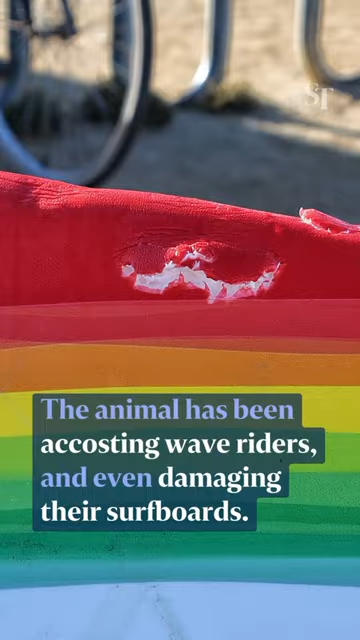 ST
The animal has been
accosting wave riders,
and even damaging
their surfboards.